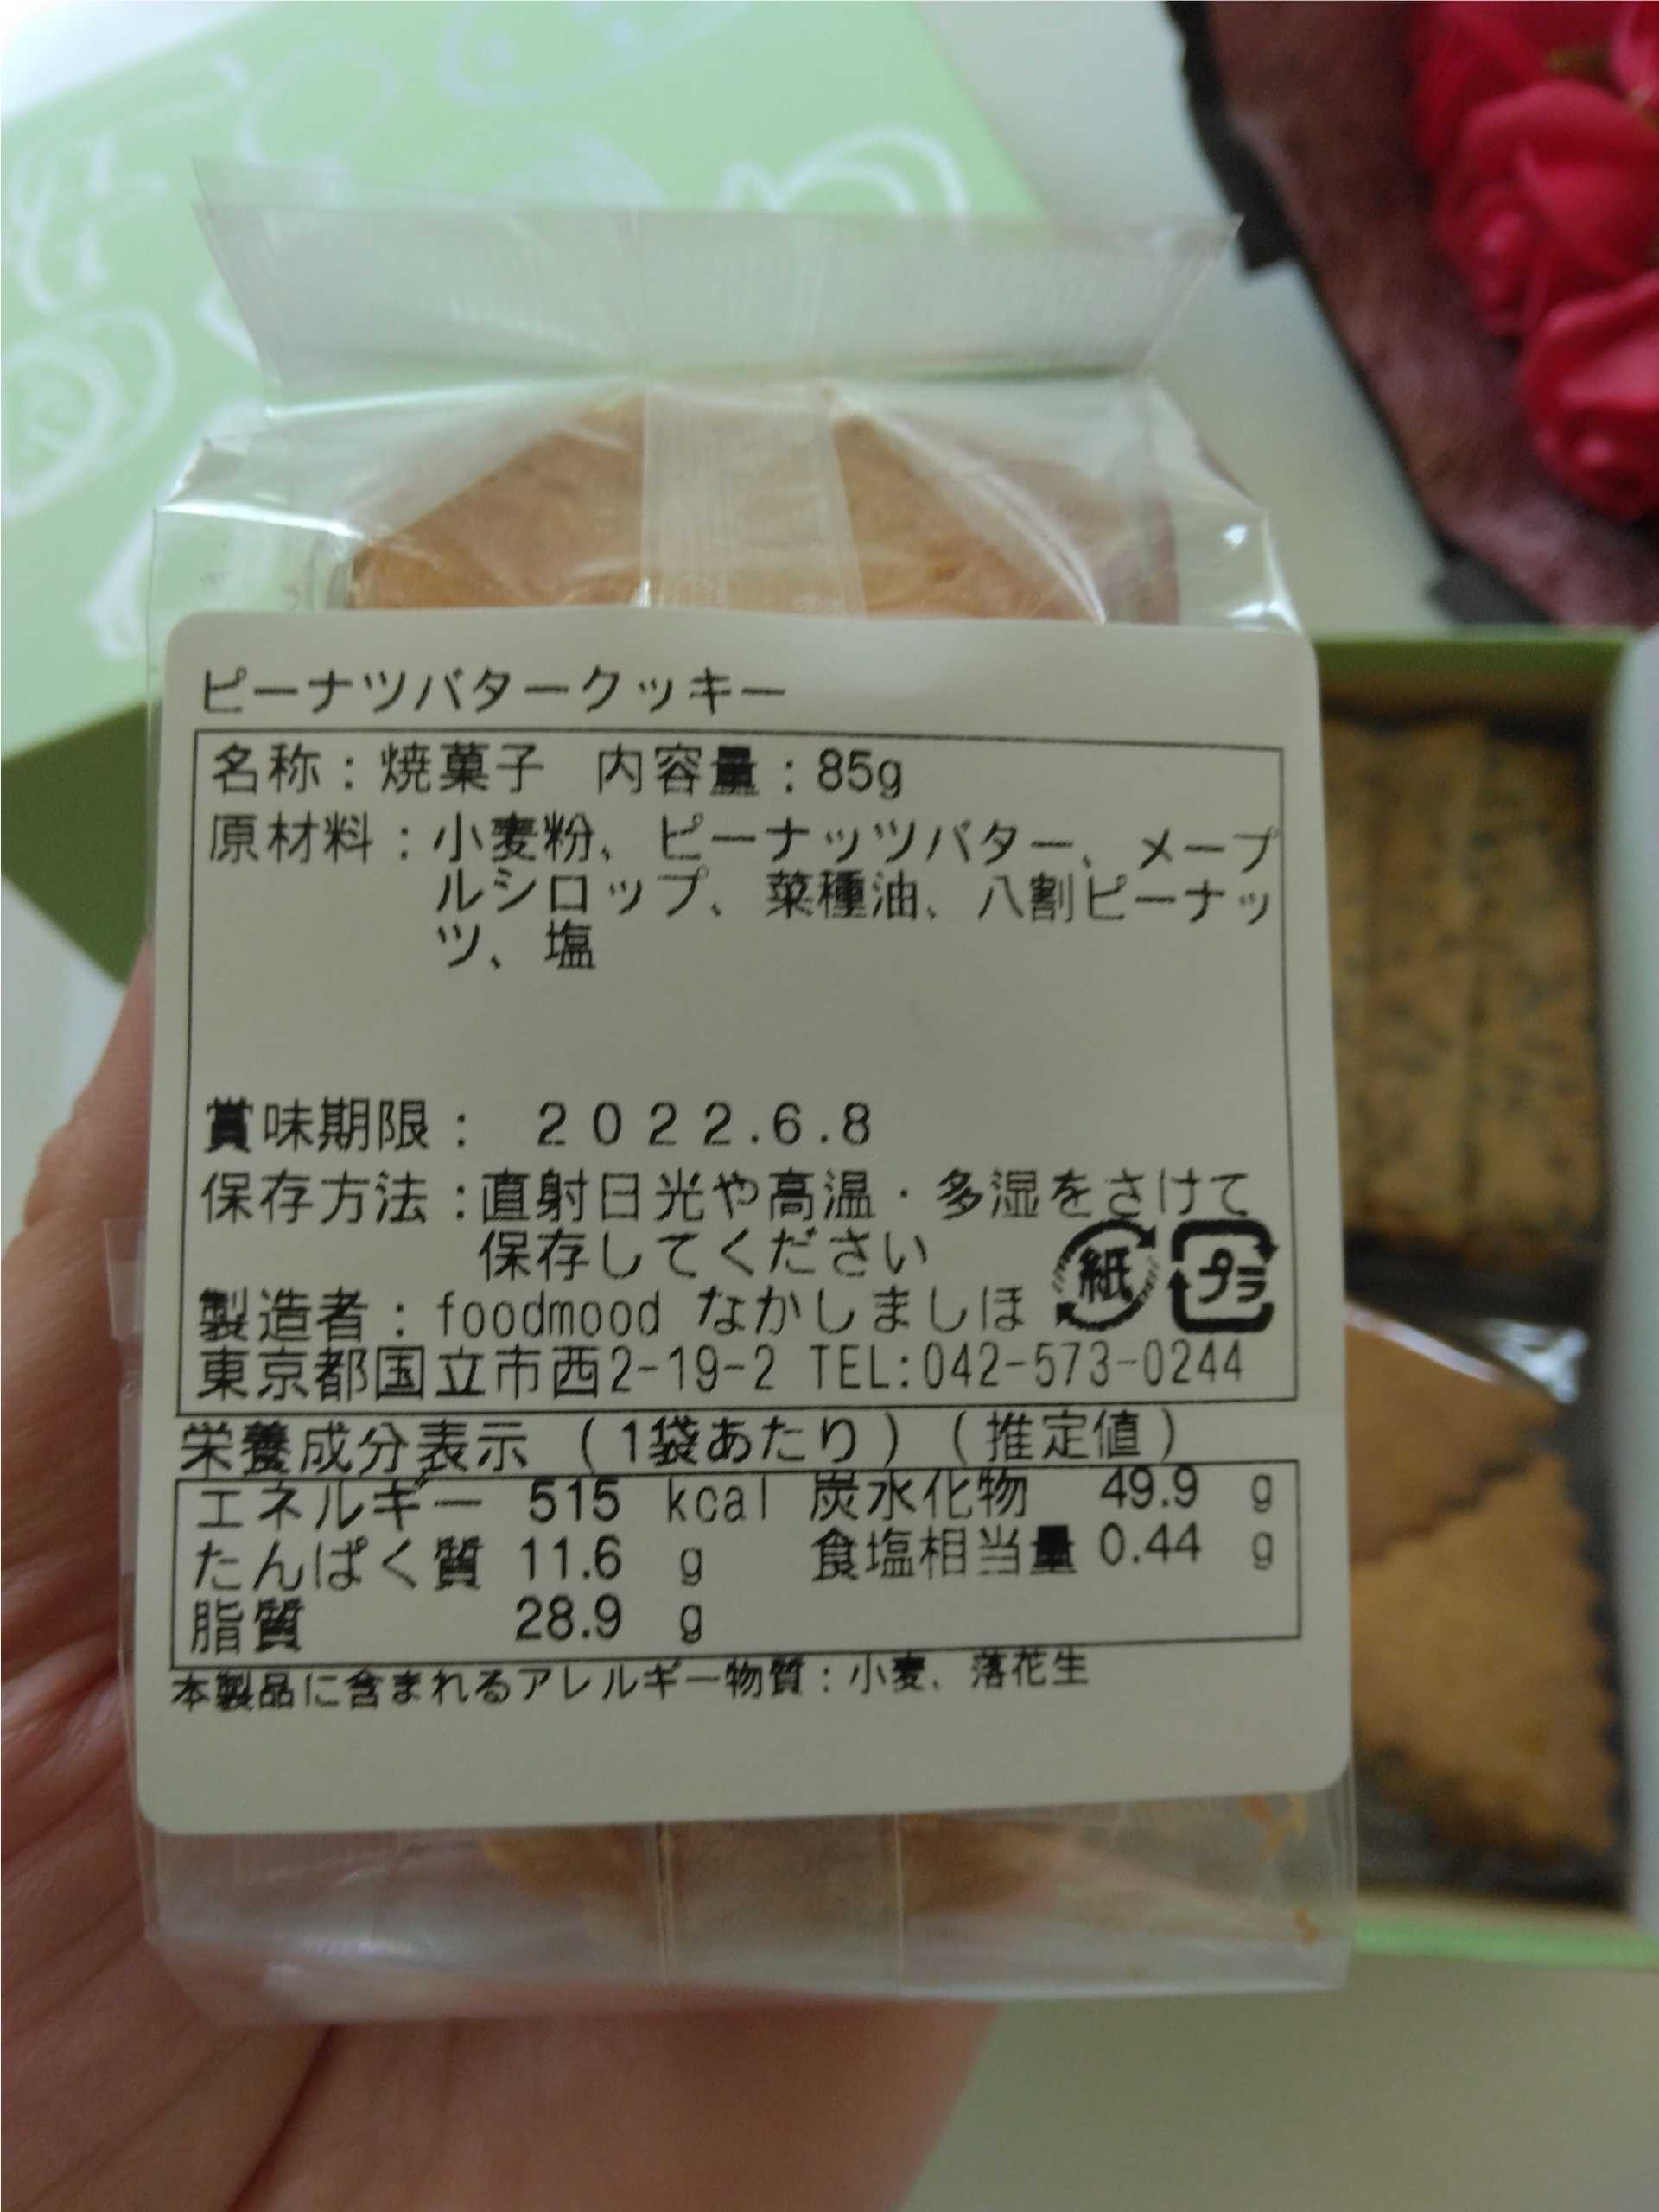 ピーナツバタークッキー
名称：焼菓子　内容量：85g
原材料：小麦粉、ピーナッツバター、メープ
ルシロップ、菜種油、八割ピーナッ
ツ、塩
賞味期限：　２０２２.６.８
保存方法：直射日光や高温・多湿をさけて
保存してください
紙 プラ
製造者：foodmood なかしましほ
東京都国立市西2-19-2 TEL:042-573-0244
栄養成分表示（1袋あたり）（推定値）
エネルギー 515 kcal 炭水化物 49.9 g
たんぱく質 11.6 g 食塩相当量 0.44 g
脂質 28.9 g
本製品に含まれるアレルギー物質：小麦、落花生